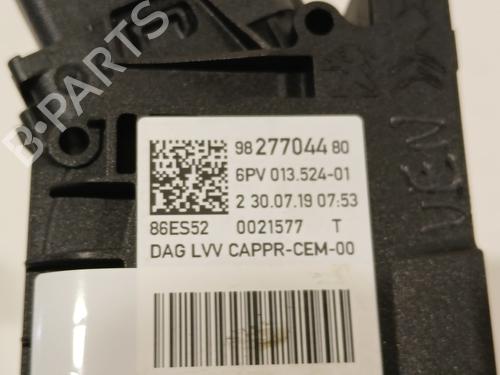 98 277044 80
6PV 013.524-01
2 30.07.19 07:53
86ES52 0021577 T
DAG LVV CAPPR-CEM-00
B-PARTS
VEN